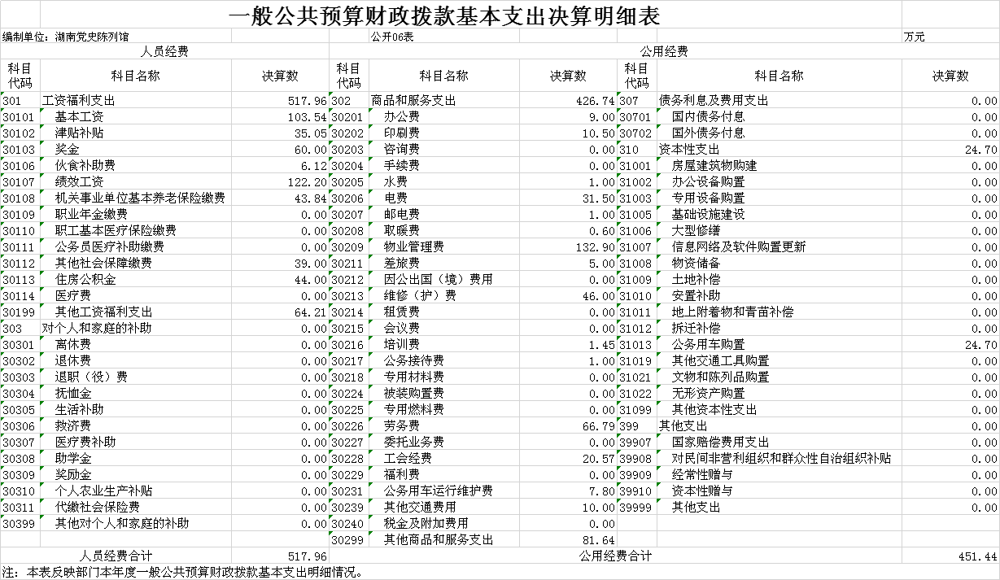 一般公共预算财政拨款基本支出决算明细表
编制单位：湖南党史陈列馆 公开06表 万元
人员经费 公用经费
科目代码 科目名称 决算数 科目代码 科目名称 决算数 科目代码 科目名称 决算数
301 工资福利支出 517.96 302 商品和服务支出 426.74 307 债务利息及费用支出 0.00
30101 基本工资 103.54 30201 办公费 9.00 30701 国内债务付息 0.00
30102 津贴补贴 35.05 30202 印刷费 10.50 30702 国外债务付息 0.00
30103 奖金 60.00 30203 咨询费 0.00 310 资本性支出 24.70
30106 伙食补助费 6.12 30204 手续费 0.00 31001 房屋建筑物购建 0.00
30107 绩效工资 122.20 30205 水费 1.00 31002 办公设备购置 0.00
30108 机关事业单位基本养老保险缴费 43.84 30206 电费 31.50 31003 专用设备购置 0.00
30109 职业年金缴费 0.00 30207 邮电费 1.00 31005 基础设施建设 0.00
30110 职工基本医疗保险缴费 0.00 30208 取暖费 0.60 31006 大型修缮 0.00
30111 公务员医疗补助缴费 0.00 30209 物业管理费 132.90 31007 信息网络及软件购置更新 0.00
30112 其他社会保障缴费 39.00 30211 差旅费 5.00 31008 物资储备 0.00
30113 住房公积金 44.00 30212 因公出国（境）费用 0.00 31009 土地补偿 0.00
30114 医疗费 0.00 30213 维修（护）费 46.00 31010 安置补助 0.00
30199 其他工资福利支出 64.21 30214 租赁费 0.00 31011 地上附着物和青苗补偿 0.00
303 对个人和家庭的补助 0.00 30215 会议费 0.00 31012 拆迁补偿 0.00
30301 离休费 0.00 30216 培训费 1.45 31013 公务用车购置 24.70
30302 退休费 0.00 30217 公务接待费 1.00 31019 其他交通工具购置 0.00
30303 退职（役）费 0.00 30218 专用材料费 0.00 31021 文物和陈列品购置 0.00
30304 抚恤金 0.00 30224 被装购置费 0.00 31022 无形资产购置 0.00
30305 生活补助 0.00 30225 专用燃料费 0.00 31099 其他资本性支出 0.00
30306 救济费 0.00 30226 劳务费 66.79 399 其他支出 0.00
30307 医疗费补助 0.00 30227 委托业务费 0.00 39907 国家赔偿费用支出 0.00
30308 助学金 0.00 30228 工会经费 20.57 39908 对民间非营利组织和群众性自治组织补贴 0.00
30309 奖励金 0.00 30229 福利费 0.00 39909 经常性赠与 0.00
30310 个人农业生产补贴 0.00 30231 公务用车运行维护费 7.80 39910 资本性赠与 0.00
30311 代缴社会保险费 0.00 30239 其他交通费用 10.00 39999 其他支出 0.00
30399 其他对个人和家庭的补助 0.00 30240 税金及附加费用 0.00
30299 其他商品和服务支出 81.64
人员经费合计 517.96 公用经费合计 451.44
注：本表反映部门本年度一般公共预算财政拨款基本支出明细情况。